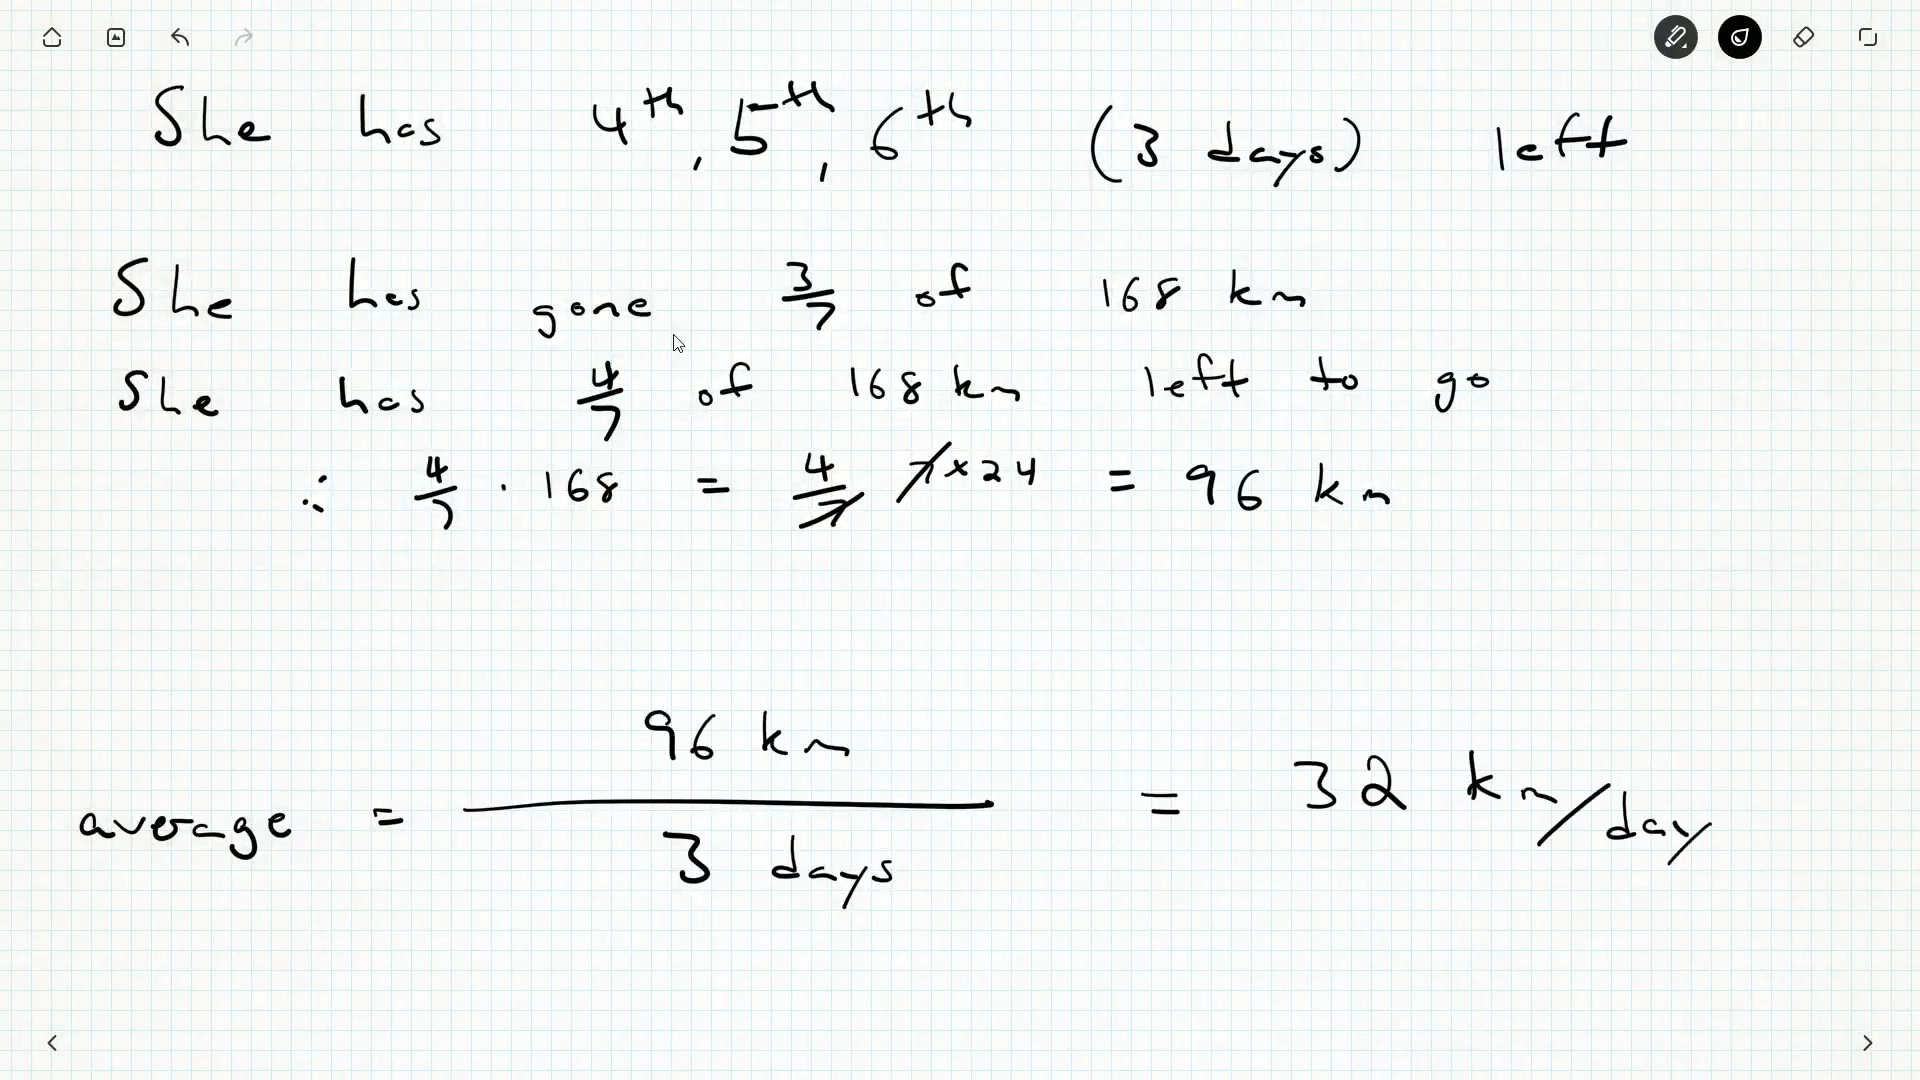 She has 4th, 5th, 6th (3 days) left
She has gone 3/7 of 168 km
She has 4/7 of 168 km left to go
∴ 4/7 · 168 = 4/7 7×24 = 96 km
average = 96 km / 3 days = 32 km/day